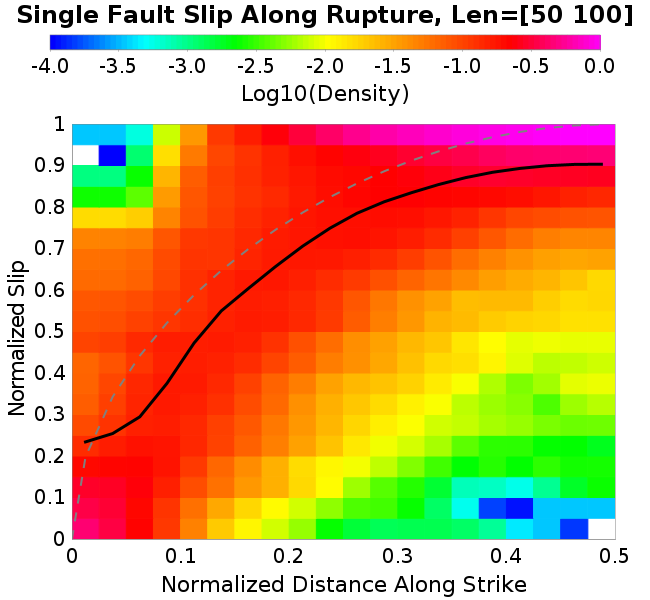 Single Fault Slip Along Rupture, Len=[50 100]
-4.0 -3.5 -3.0 -2.5 -2.0 -1.5 -1.0 -0.5 0.0
Log10(Density)
1
0.9
0.8
0.7
0.6
0.5
0.4
0.3
0.2
0.1
0
Normalized Slip
0 0.1 0.2 0.3 0.4 0.5
Normalized Distance Along Strike